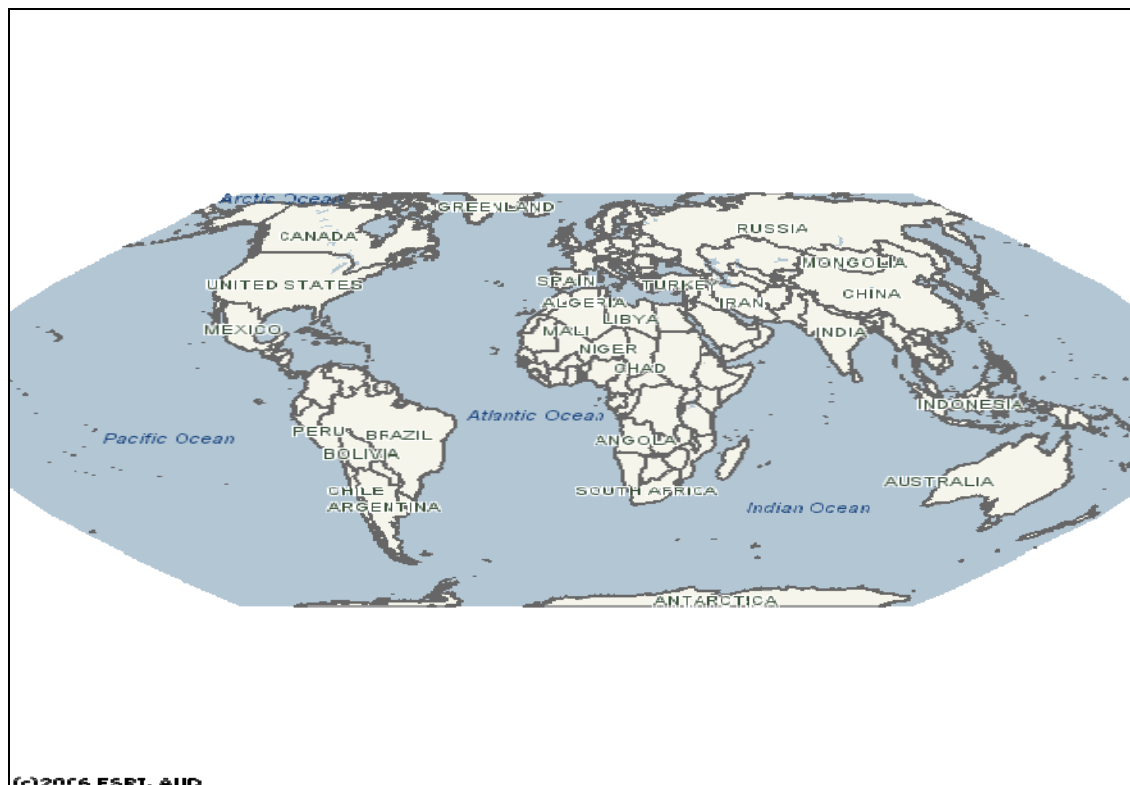 Arctic Ocean
GREENLAND
CANADA
RUSSIA
MONGOLIA
UNITED STATES
SPAIN
TURKEY
CHINA
ALGERIA
IRAN
LIBYA
MEXICO
MALI
INDIA
NIGER
CHAD
INDONESIA
Atlantic Ocean
Pacific Ocean
PERU
BRAZIL
ANGOLA
BOLIVIA
AUSTRALIA
CHILE
SOUTH AFRICA
ARGENTINA
Indian Ocean
ANTARCTICA
(c)2006 ESRI, AND